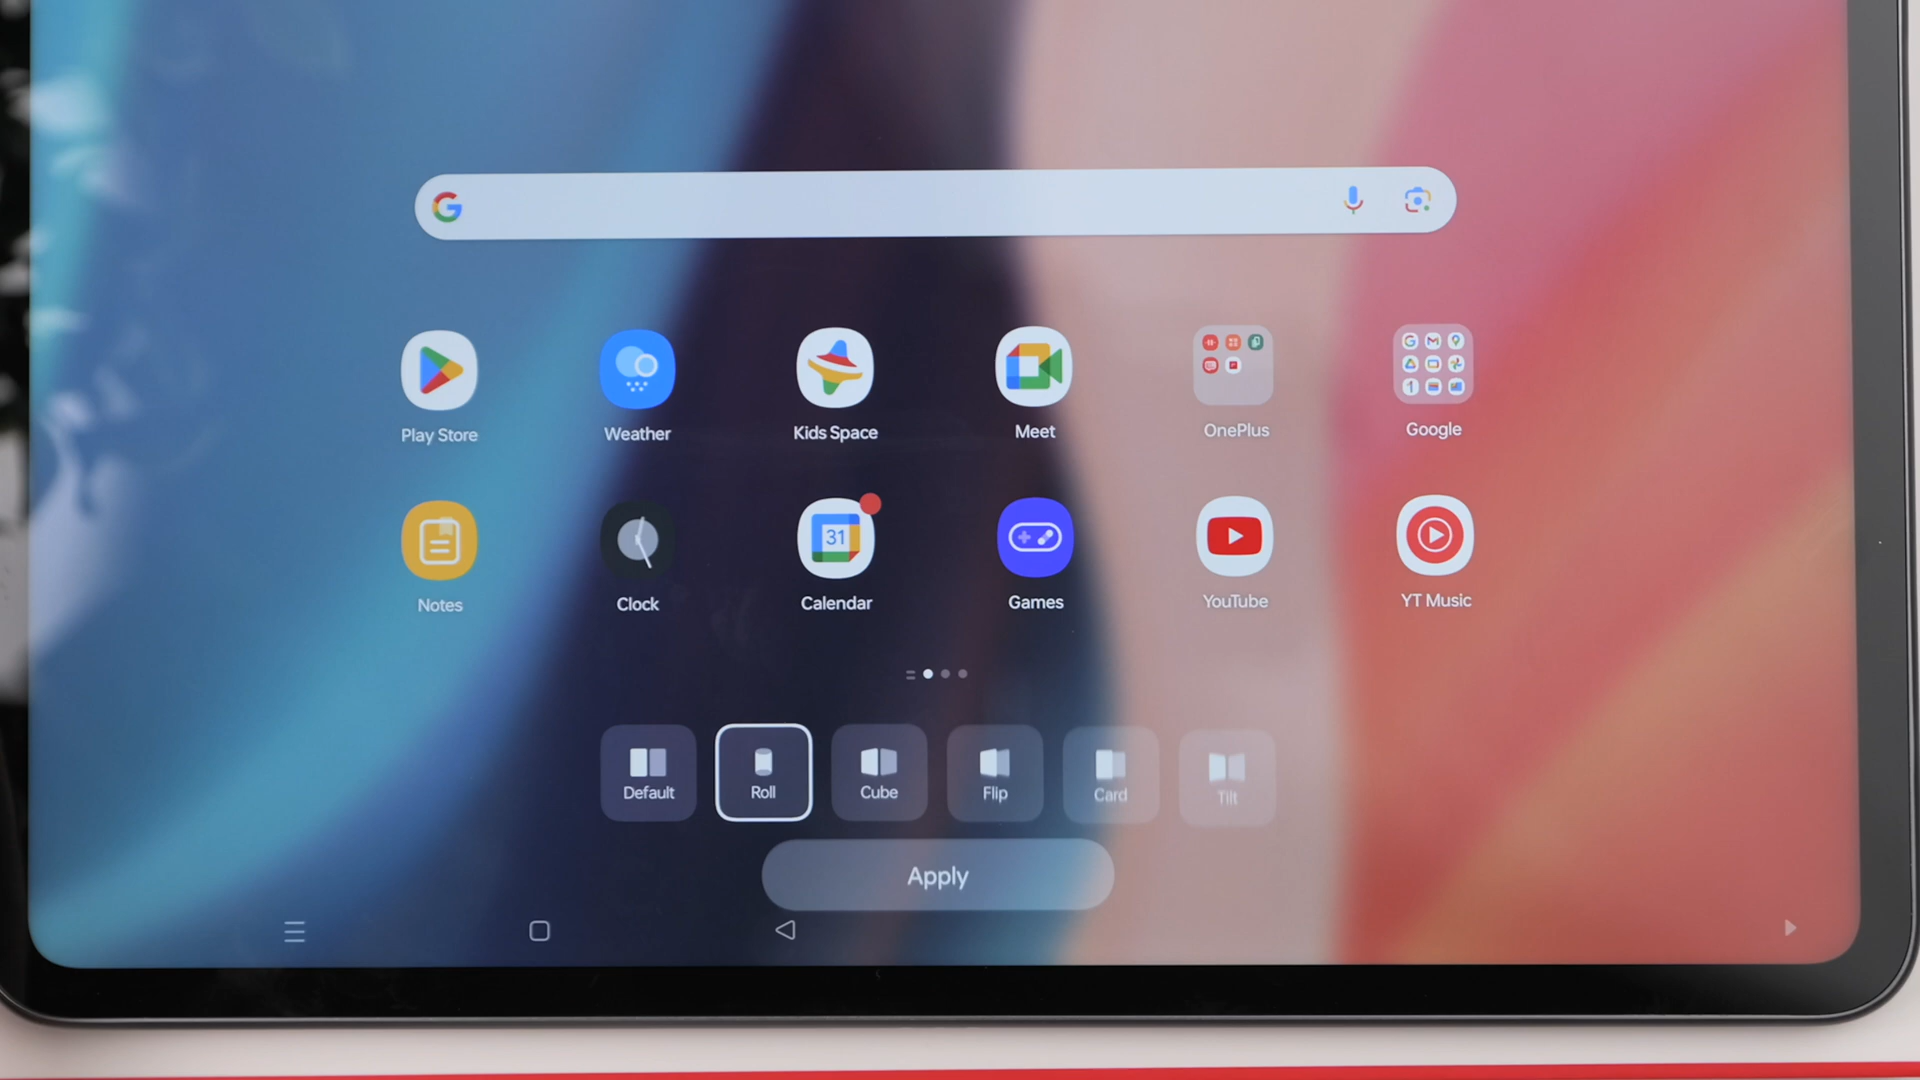 Play Store
Weather
Kids Space
Meet
OnePlus
Google
Notes
Clock
31
Calendar
Games
YouTube
YT Music
Default
Roll
Cube
Flip
Card
Tilt
Apply